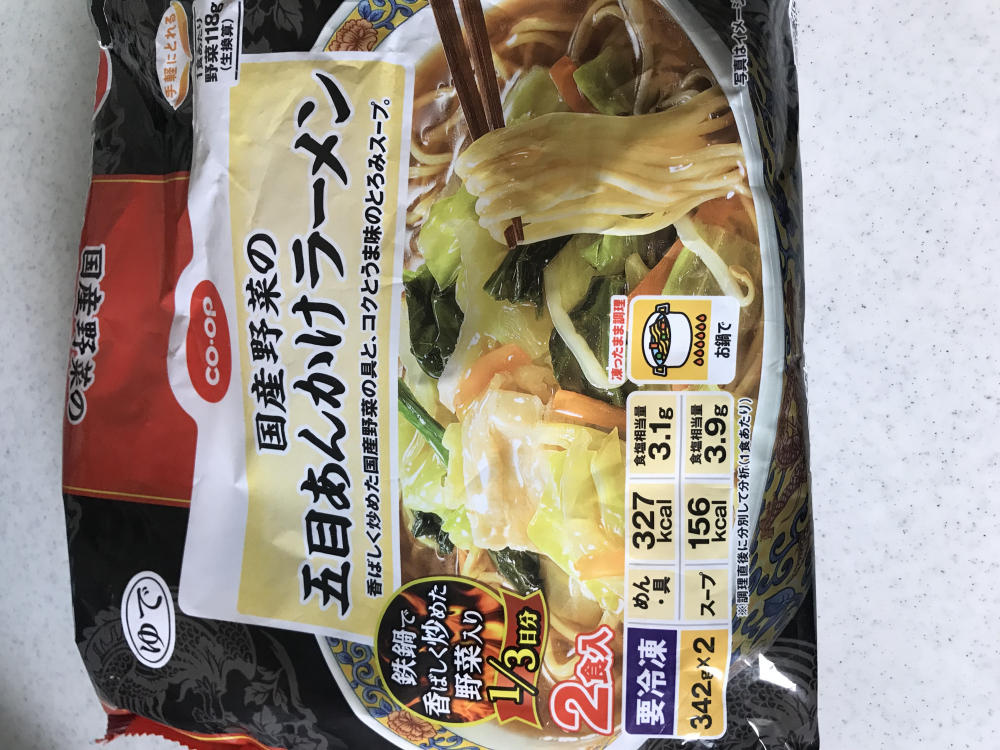 手軽にとれる
1食あたり
野菜118g
(生換算)
写真はイメージ
国産野菜の
co·op
国産野菜の
五目あんかけラーメン
香ばしく炒めた国産野菜の具と、コクとうま味のとろみスープ。
ゆで
鉄鍋で
香ばしく炒めた
野菜入り
1/3日分
2食入
凍ったまま調理
お鍋で
要冷凍
342g×2
めん・具
327kcal
食塩相当量
3.1g
スープ
156kcal
食塩相当量
3.9g
※調理直後に分別して分析(1食あたり)